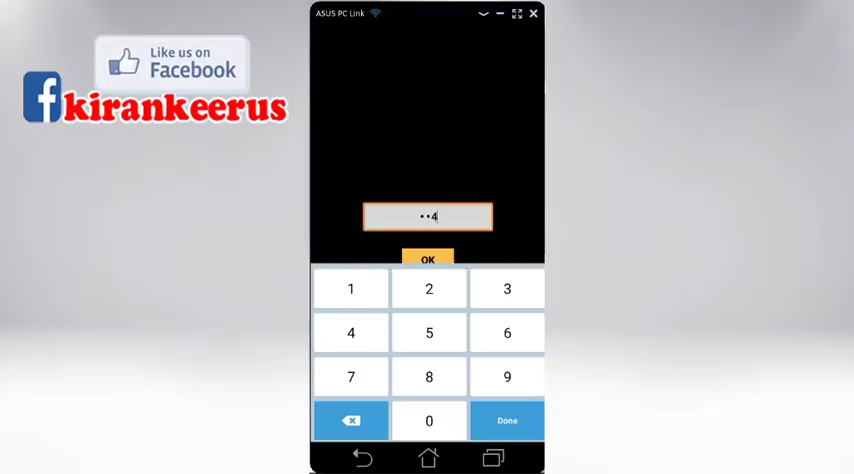 ASUS PC Link
Like us on
Facebook
f kirankeerus
••4
OK
1 2 3
4 5 6
7 8 9
0 Done